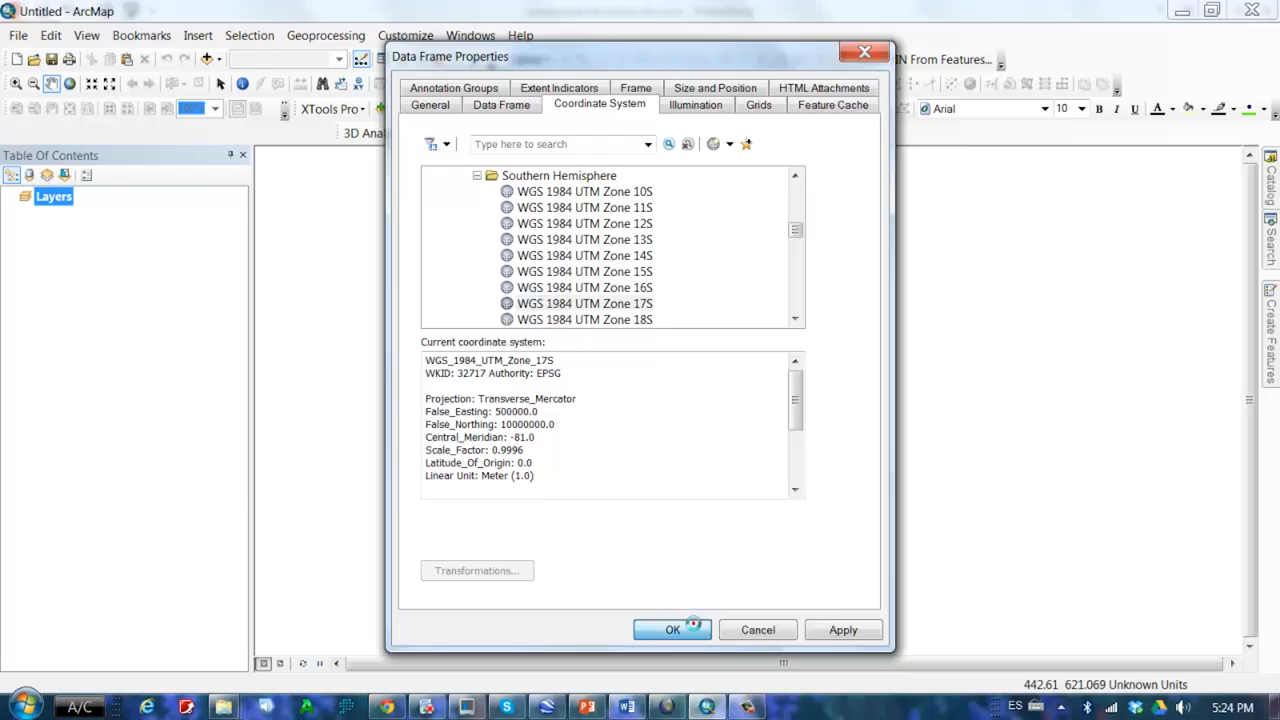 Untitled - ArcMap
File Edit View Bookmarks Insert Selection Geoprocessing Customize Windows Help
Data Frame Properties
IN From Features...
Annotation Groups Extent Indicators Frame Size and Position HTML Attachments
General Data Frame Coordinate System Illumination Grids Feature Cache
XTools Pro
Arial 10 B I U A
3D
Type here to search
Table Of Contents
Layers
Southern Hemisphere
WGS 1984 UTM Zone 10S
WGS 1984 UTM Zone 11S
WGS 1984 UTM Zone 12S
WGS 1984 UTM Zone 13S
WGS 1984 UTM Zone 14S
WGS 1984 UTM Zone 15S
WGS 1984 UTM Zone 16S
WGS 1984 UTM Zone 17S
WGS 1984 UTM Zone 18S
Current coordinate system:
WGS_1984_UTM_Zone_17S
WKID: 32717 Authority: EPSG
Projection: Transverse_Mercator
False_Easting: 500000.0
False_Northing: 10000000.0
Central_Meridian: -81.0
Scale_Factor: 0.9996
Latitude_Of_Origin: 0.0
Linear Unit: Meter (1.0)
Transformations...
OK Cancel Apply
Catalog
Search
Create Features
442.61 621.069 Unknown Units
A/C
ES
5:24 PM